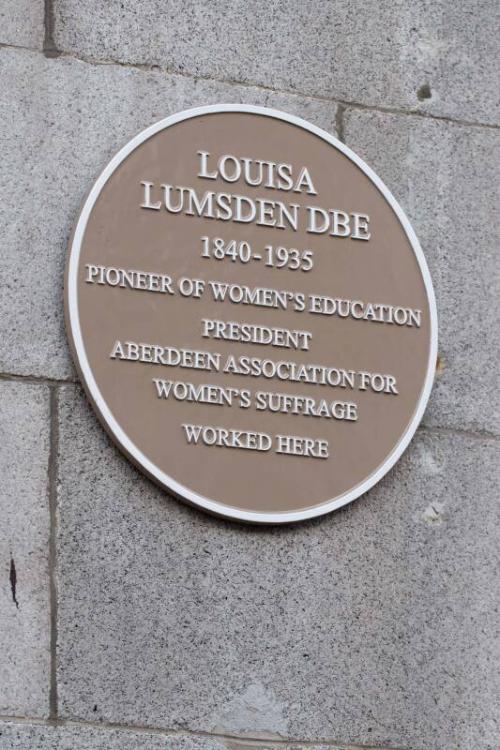 LOUISA
LUMSDEN DBE
1840-1935
PIONEER OF WOMEN'S EDUCATION
PRESIDENT
ABERDEEN ASSOCIATION FOR
WOMEN'S SUFFRAGE
WORKED HERE